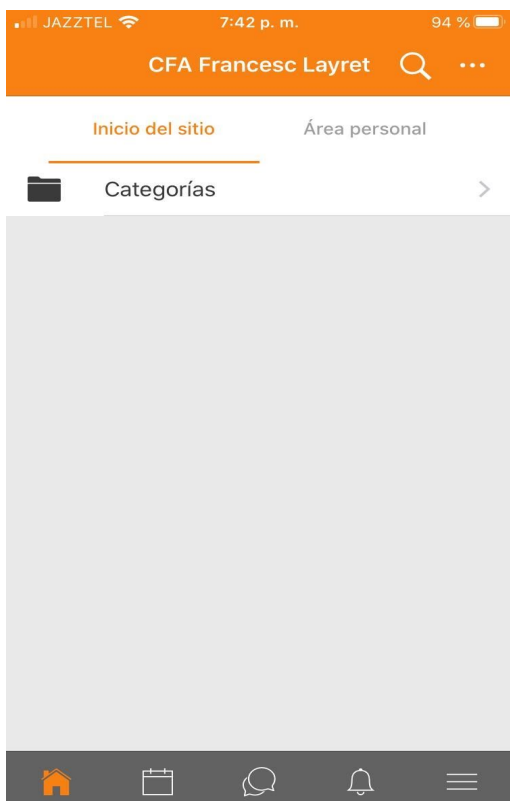 JAZZTEL 7:42 p. m. 94 %
CFA Francesc Layret
Inicio del sitio Área personal
Categorías